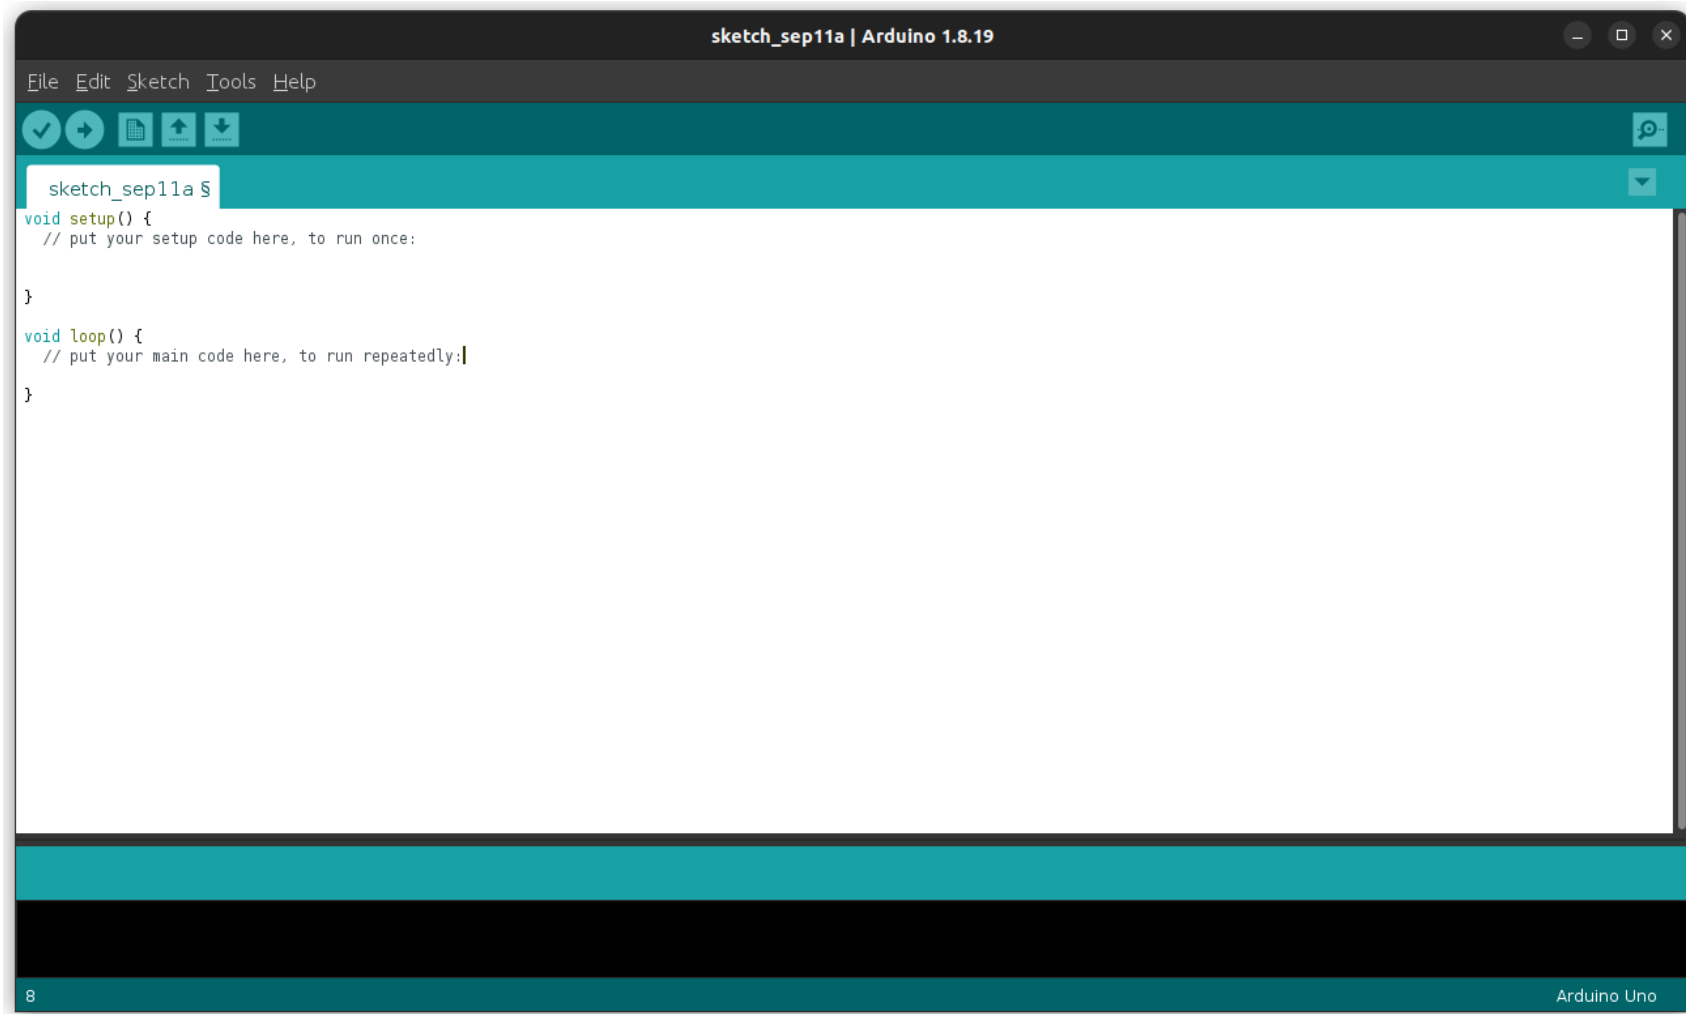 sketch_sep11a | Arduino 1.8.19
File Edit Sketch Tools Help
sketch_sep11a §
void setup() {
  // put your setup code here, to run once:
}
void loop() {
  // put your main code here, to run repeatedly:
}
8 Arduino Uno